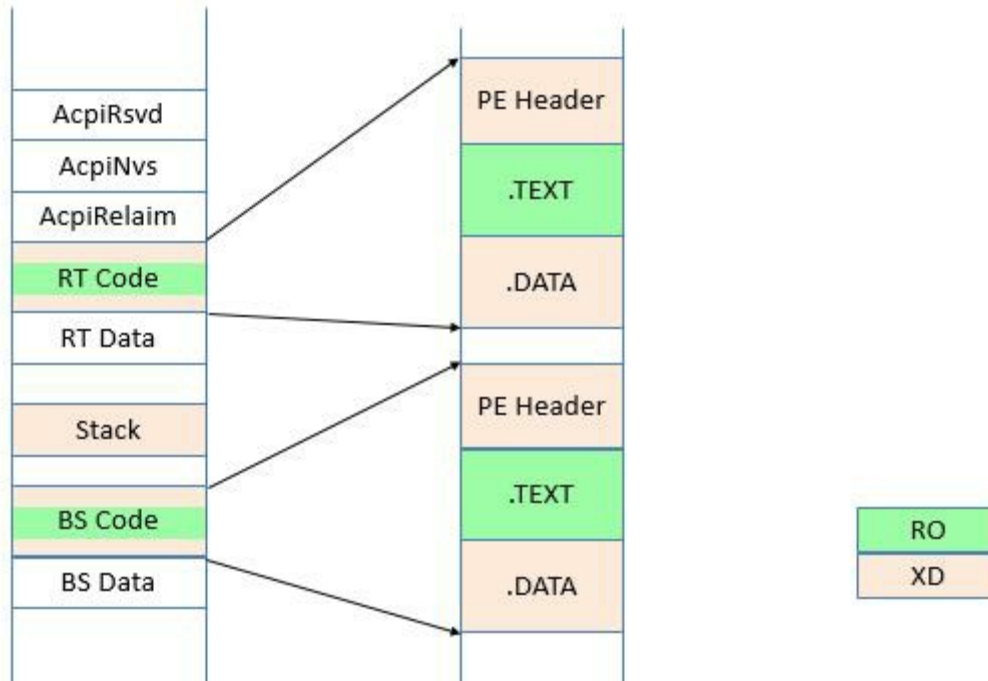 AcpiRsvd
AcpiNvs
AcpiRelaim
RT Code
RT Data
Stack
BS Code
BS Data
PE Header
.TEXT
.DATA
PE Header
.TEXT
.DATA
RO
XD